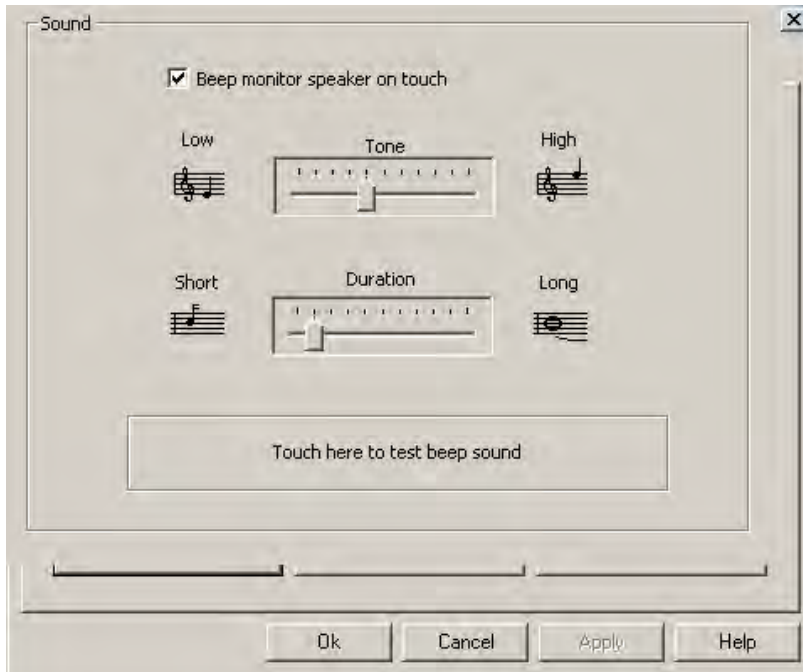 Sound
Beep monitor speaker on touch
Low
Tone
High
Short
Duration
Long
Touch here to test beep sound
Ok
Cancel
Apply
Help